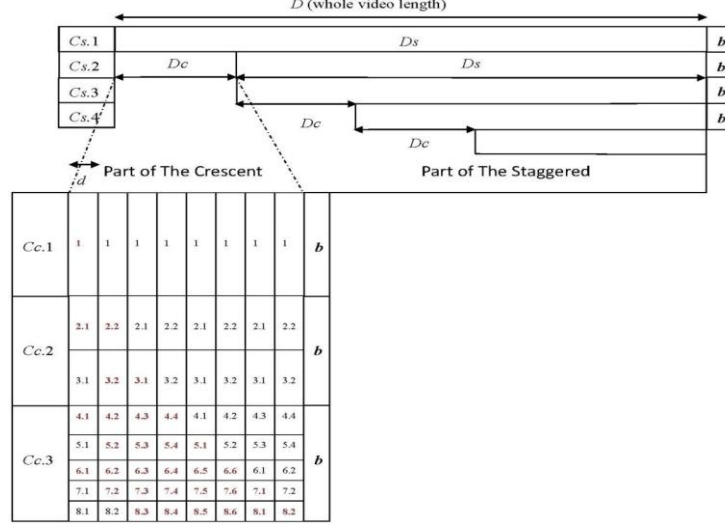 D (whole video length)
Cs.1 Ds b
Cs.2 Dc Ds b
Cs.3 b
Cs.4 Dc b
Dc
d Part of The Crescent Part of The Staggered
Cc.1 1 1 1 1 1 1 1 1 b
2.1 2.2 2.1 2.2 2.1 2.2 2.1 2.2
Cc.2 b
3.1 3.2 3.1 3.2 3.1 3.2 3.1 3.2
4.1 4.2 4.3 4.4 4.1 4.2 4.3 4.4
5.1 5.2 5.3 5.4 5.1 5.2 5.3 5.4
Cc.3 6.1 6.2 6.3 6.4 6.5 6.6 6.1 6.2 b
7.1 7.2 7.3 7.4 7.5 7.6 7.1 7.2
8.1 8.2 8.3 8.4 8.5 8.6 8.1 8.2